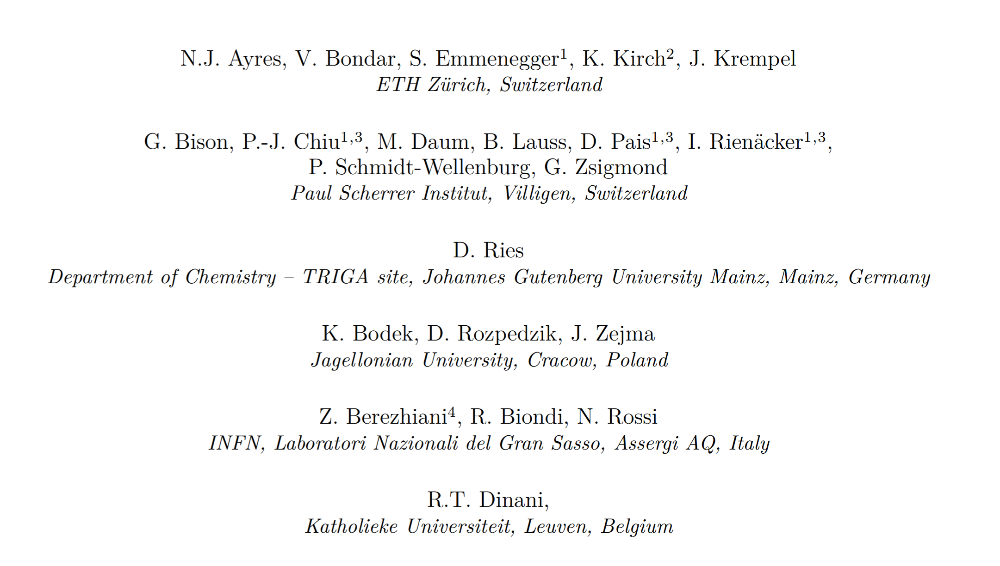 N.J. Ayres, V. Bondar, S. Emmenegger¹, K. Kirch², J. Krempel
ETH Zürich, Switzerland
G. Bison, P.-J. Chiu¹,³, M. Daum, B. Lauss, D. Pais¹,³, I. Rienäcker¹,³,
P. Schmidt-Wellenburg, G. Zsigmond
Paul Scherrer Institut, Villigen, Switzerland
D. Ries
Department of Chemistry – TRIGA site, Johannes Gutenberg University Mainz, Mainz, Germany
K. Bodek, D. Rozpedzik, J. Zejma
Jagellonian University, Cracow, Poland
Z. Berezhiani⁴, R. Biondi, N. Rossi
INFN, Laboratori Nazionali del Gran Sasso, Assergi AQ, Italy
R.T. Dinani,
Katholieke Universiteit, Leuven, Belgium